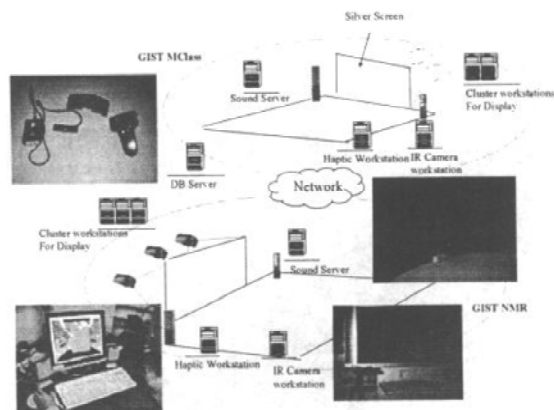 Silver Screen
GIST MClass
Sound Server
Cluster workstations
For Display
Haptic Workstation
IR Camera
workstation
DB Server
Network
Cluster workstations
For Display
Sound Server
GIST NMR
Haptic Workstation
IR Camera
workstation